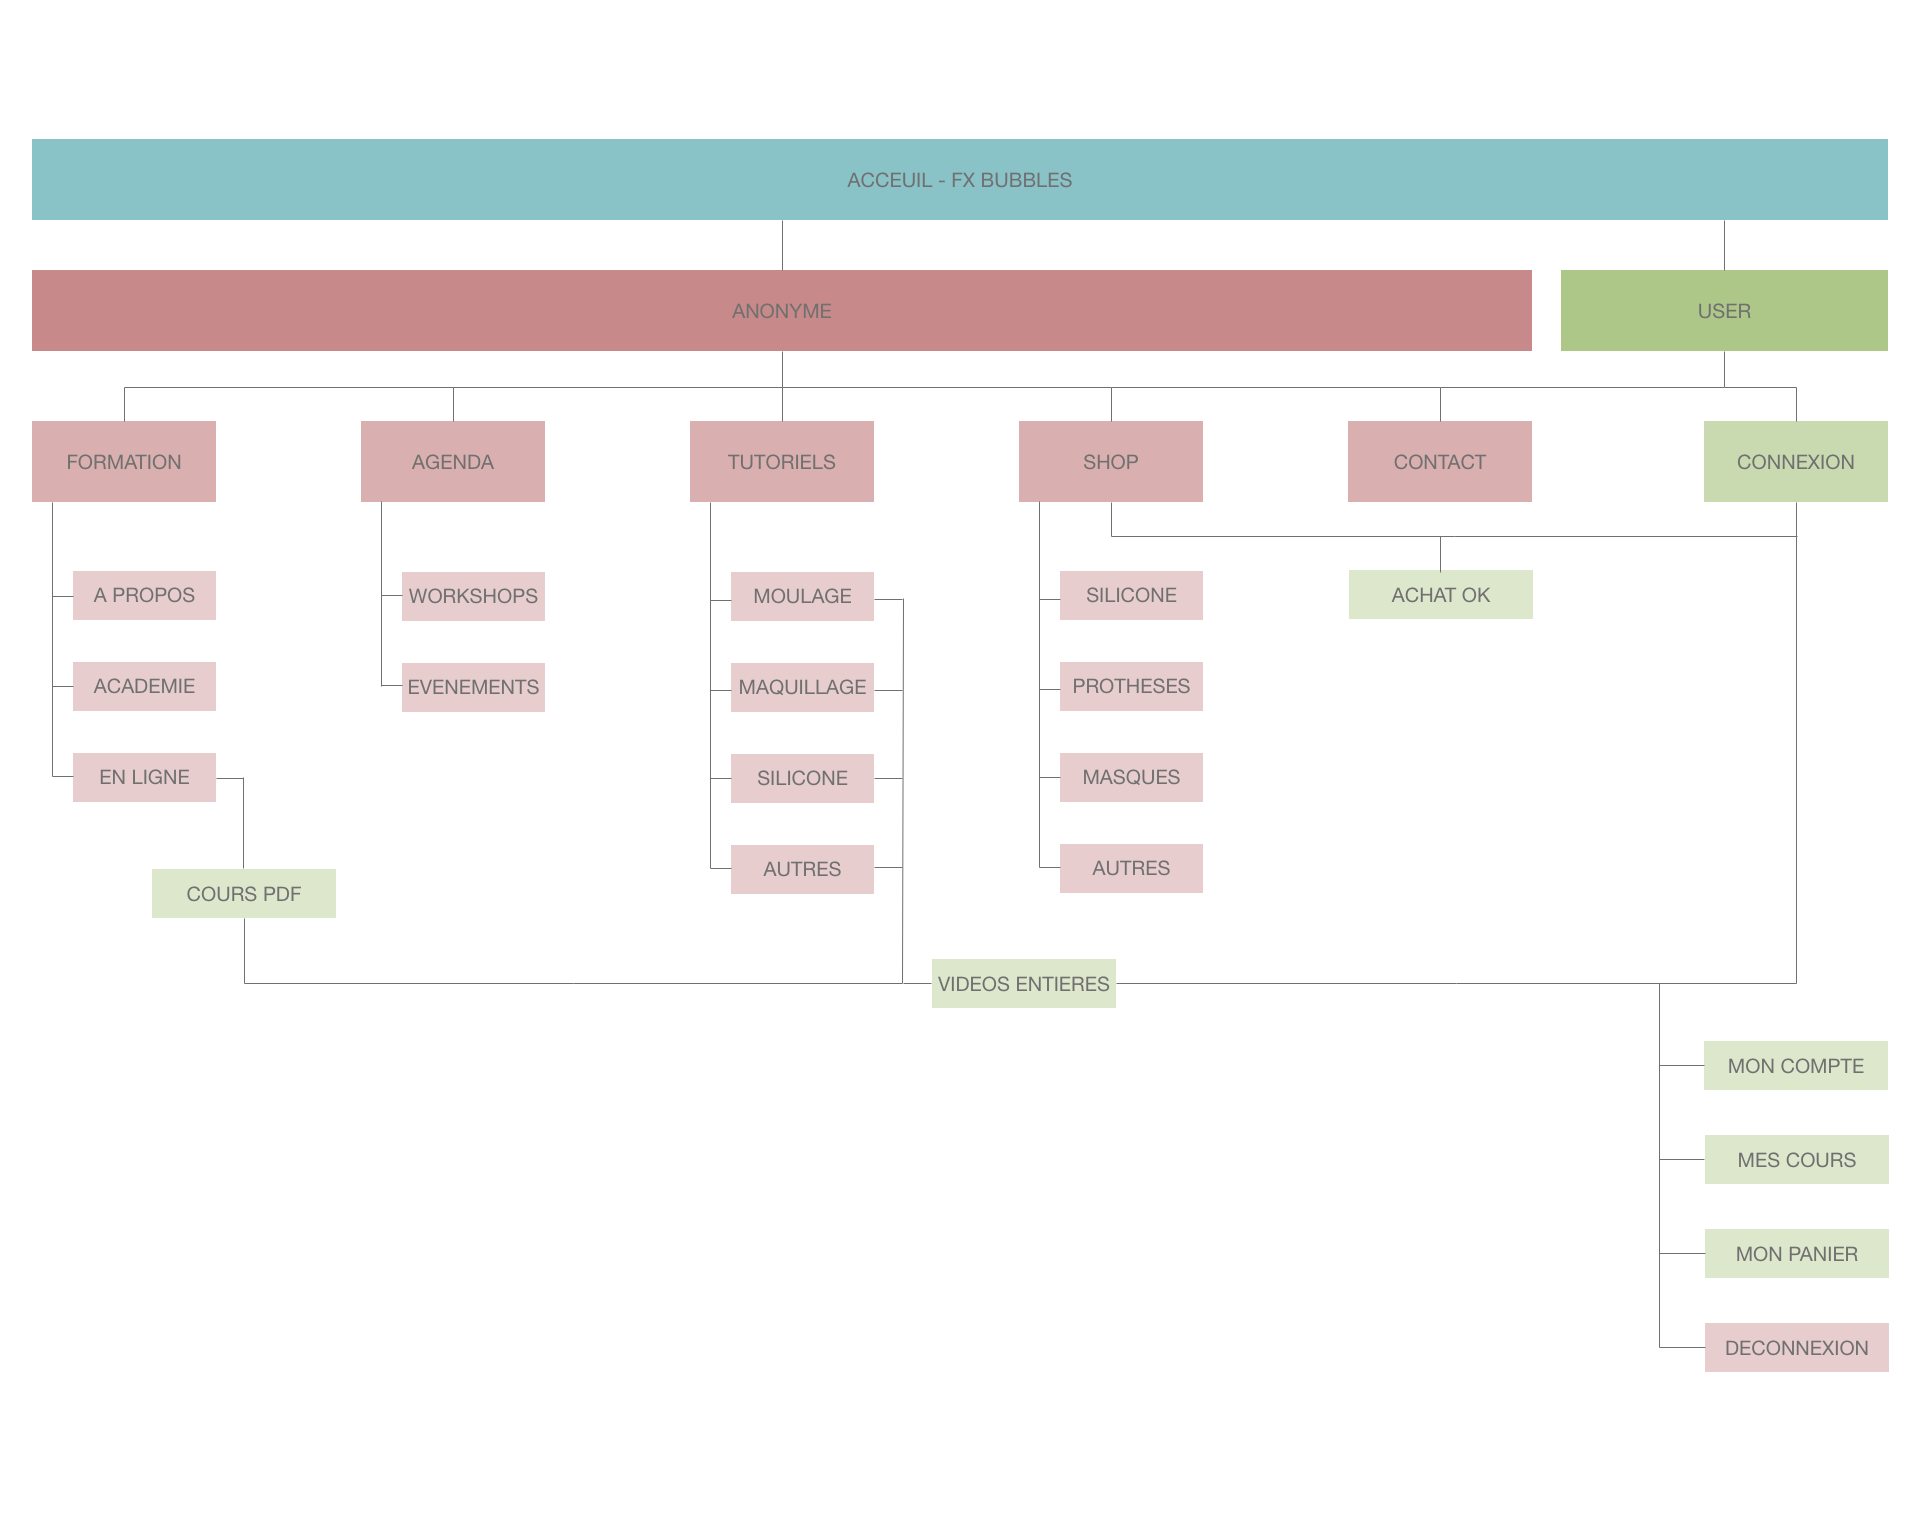 ACCEUIL - FX BUBBLES
ANONYME
USER
FORMATION
AGENDA
TUTORIELS
SHOP
CONTACT
CONNEXION
A PROPOS
WORKSHOPS
MOULAGE
SILICONE
ACHAT OK
ACADEMIE
EVENEMENTS
MAQUILLAGE
PROTHESES
EN LIGNE
SILICONE
MASQUES
AUTRES
AUTRES
COURS PDF
VIDEOS ENTIERES
MON COMPTE
MES COURS
MON PANIER
DECONNEXION